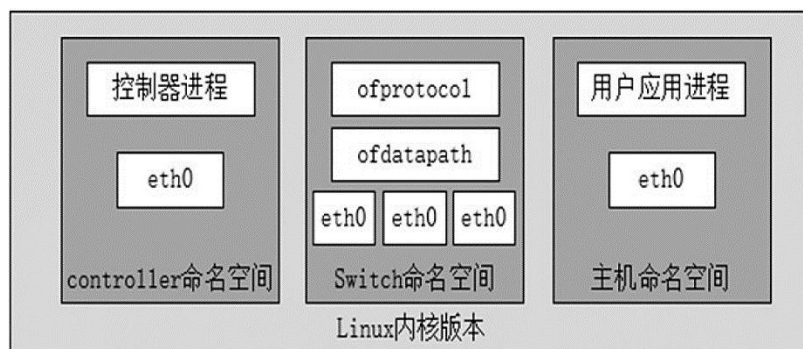 控制器进程
eth0
controller命名空间
ofprotocol
ofdatapath
eth0
eth0
eth0
Switch命名空间
用户应用进程
eth0
主机命名空间
Linux内核版本